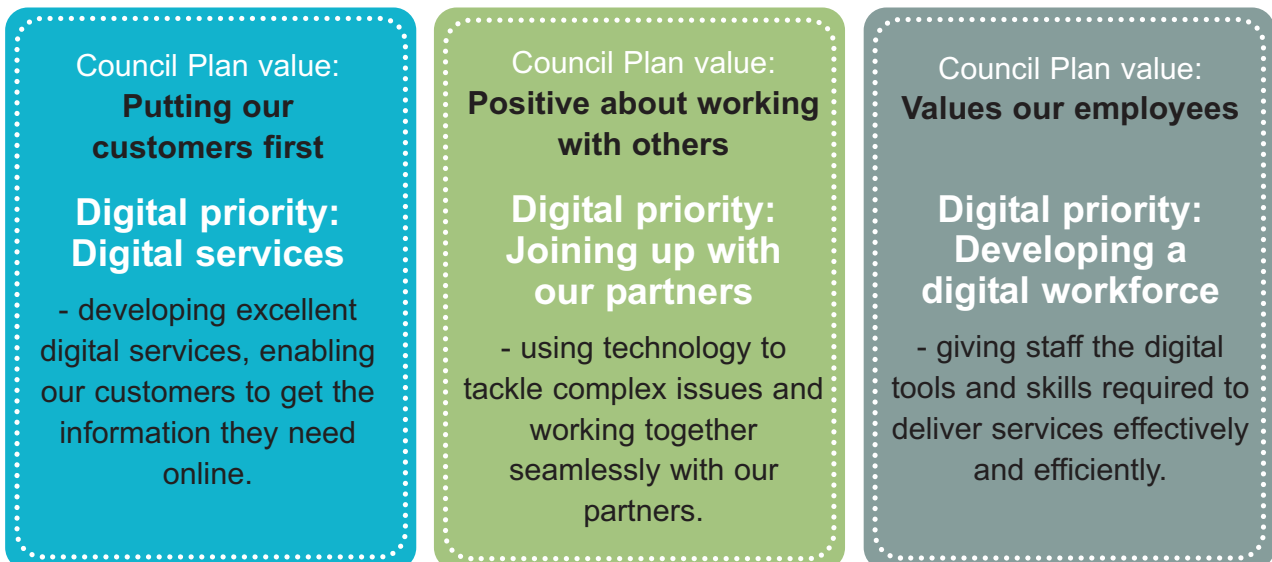 Council Plan value:
Putting our
customers first
Digital priority:
Digital services
- developing excellent
digital services, enabling
our customers to get the
information they need
online.
Council Plan value:
Positive about working
with others
Digital priority:
Joining up with
our partners
- using technology to
tackle complex issues and
working together
seamlessly with our
partners.
Council Plan value:
Values our employees
Digital priority:
Developing a
digital workforce
- giving staff the digital
tools and skills required to
deliver services effectively
and efficiently.